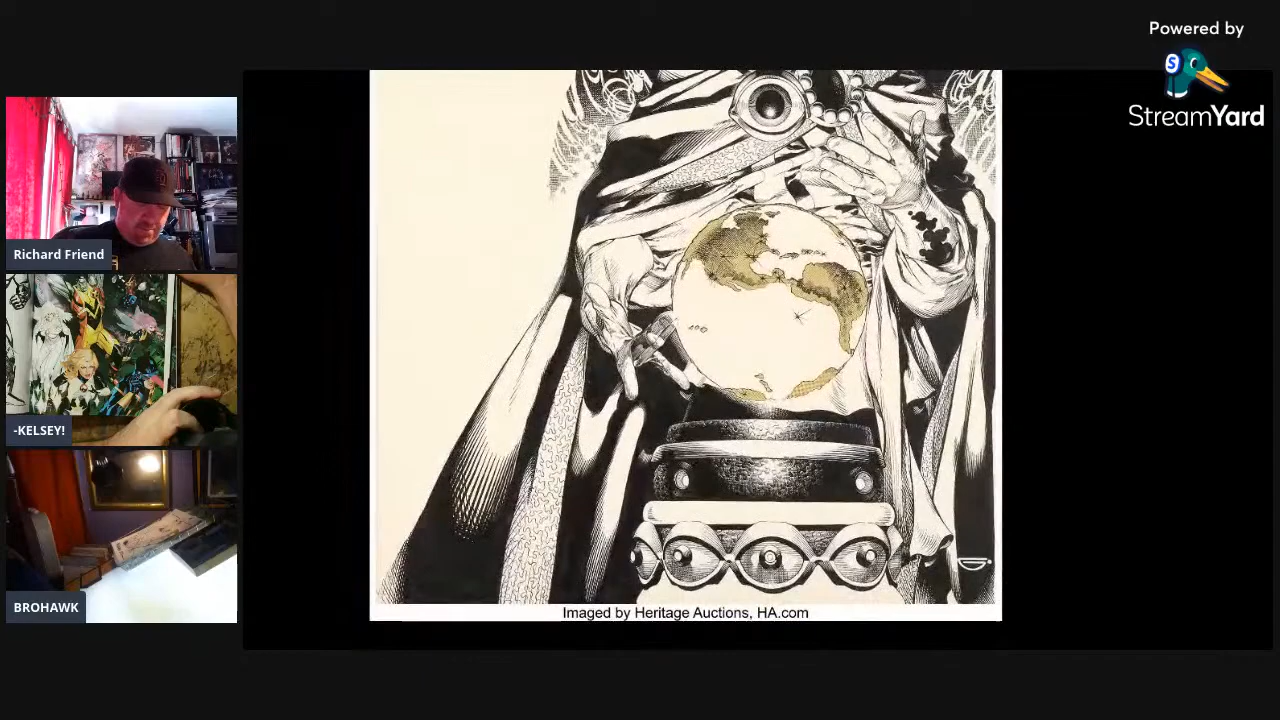 Powered by
S
StreamYard
Richard Friend
-KELSEY!
BROHAWK
Imaged by Heritage Auctions, HA.com